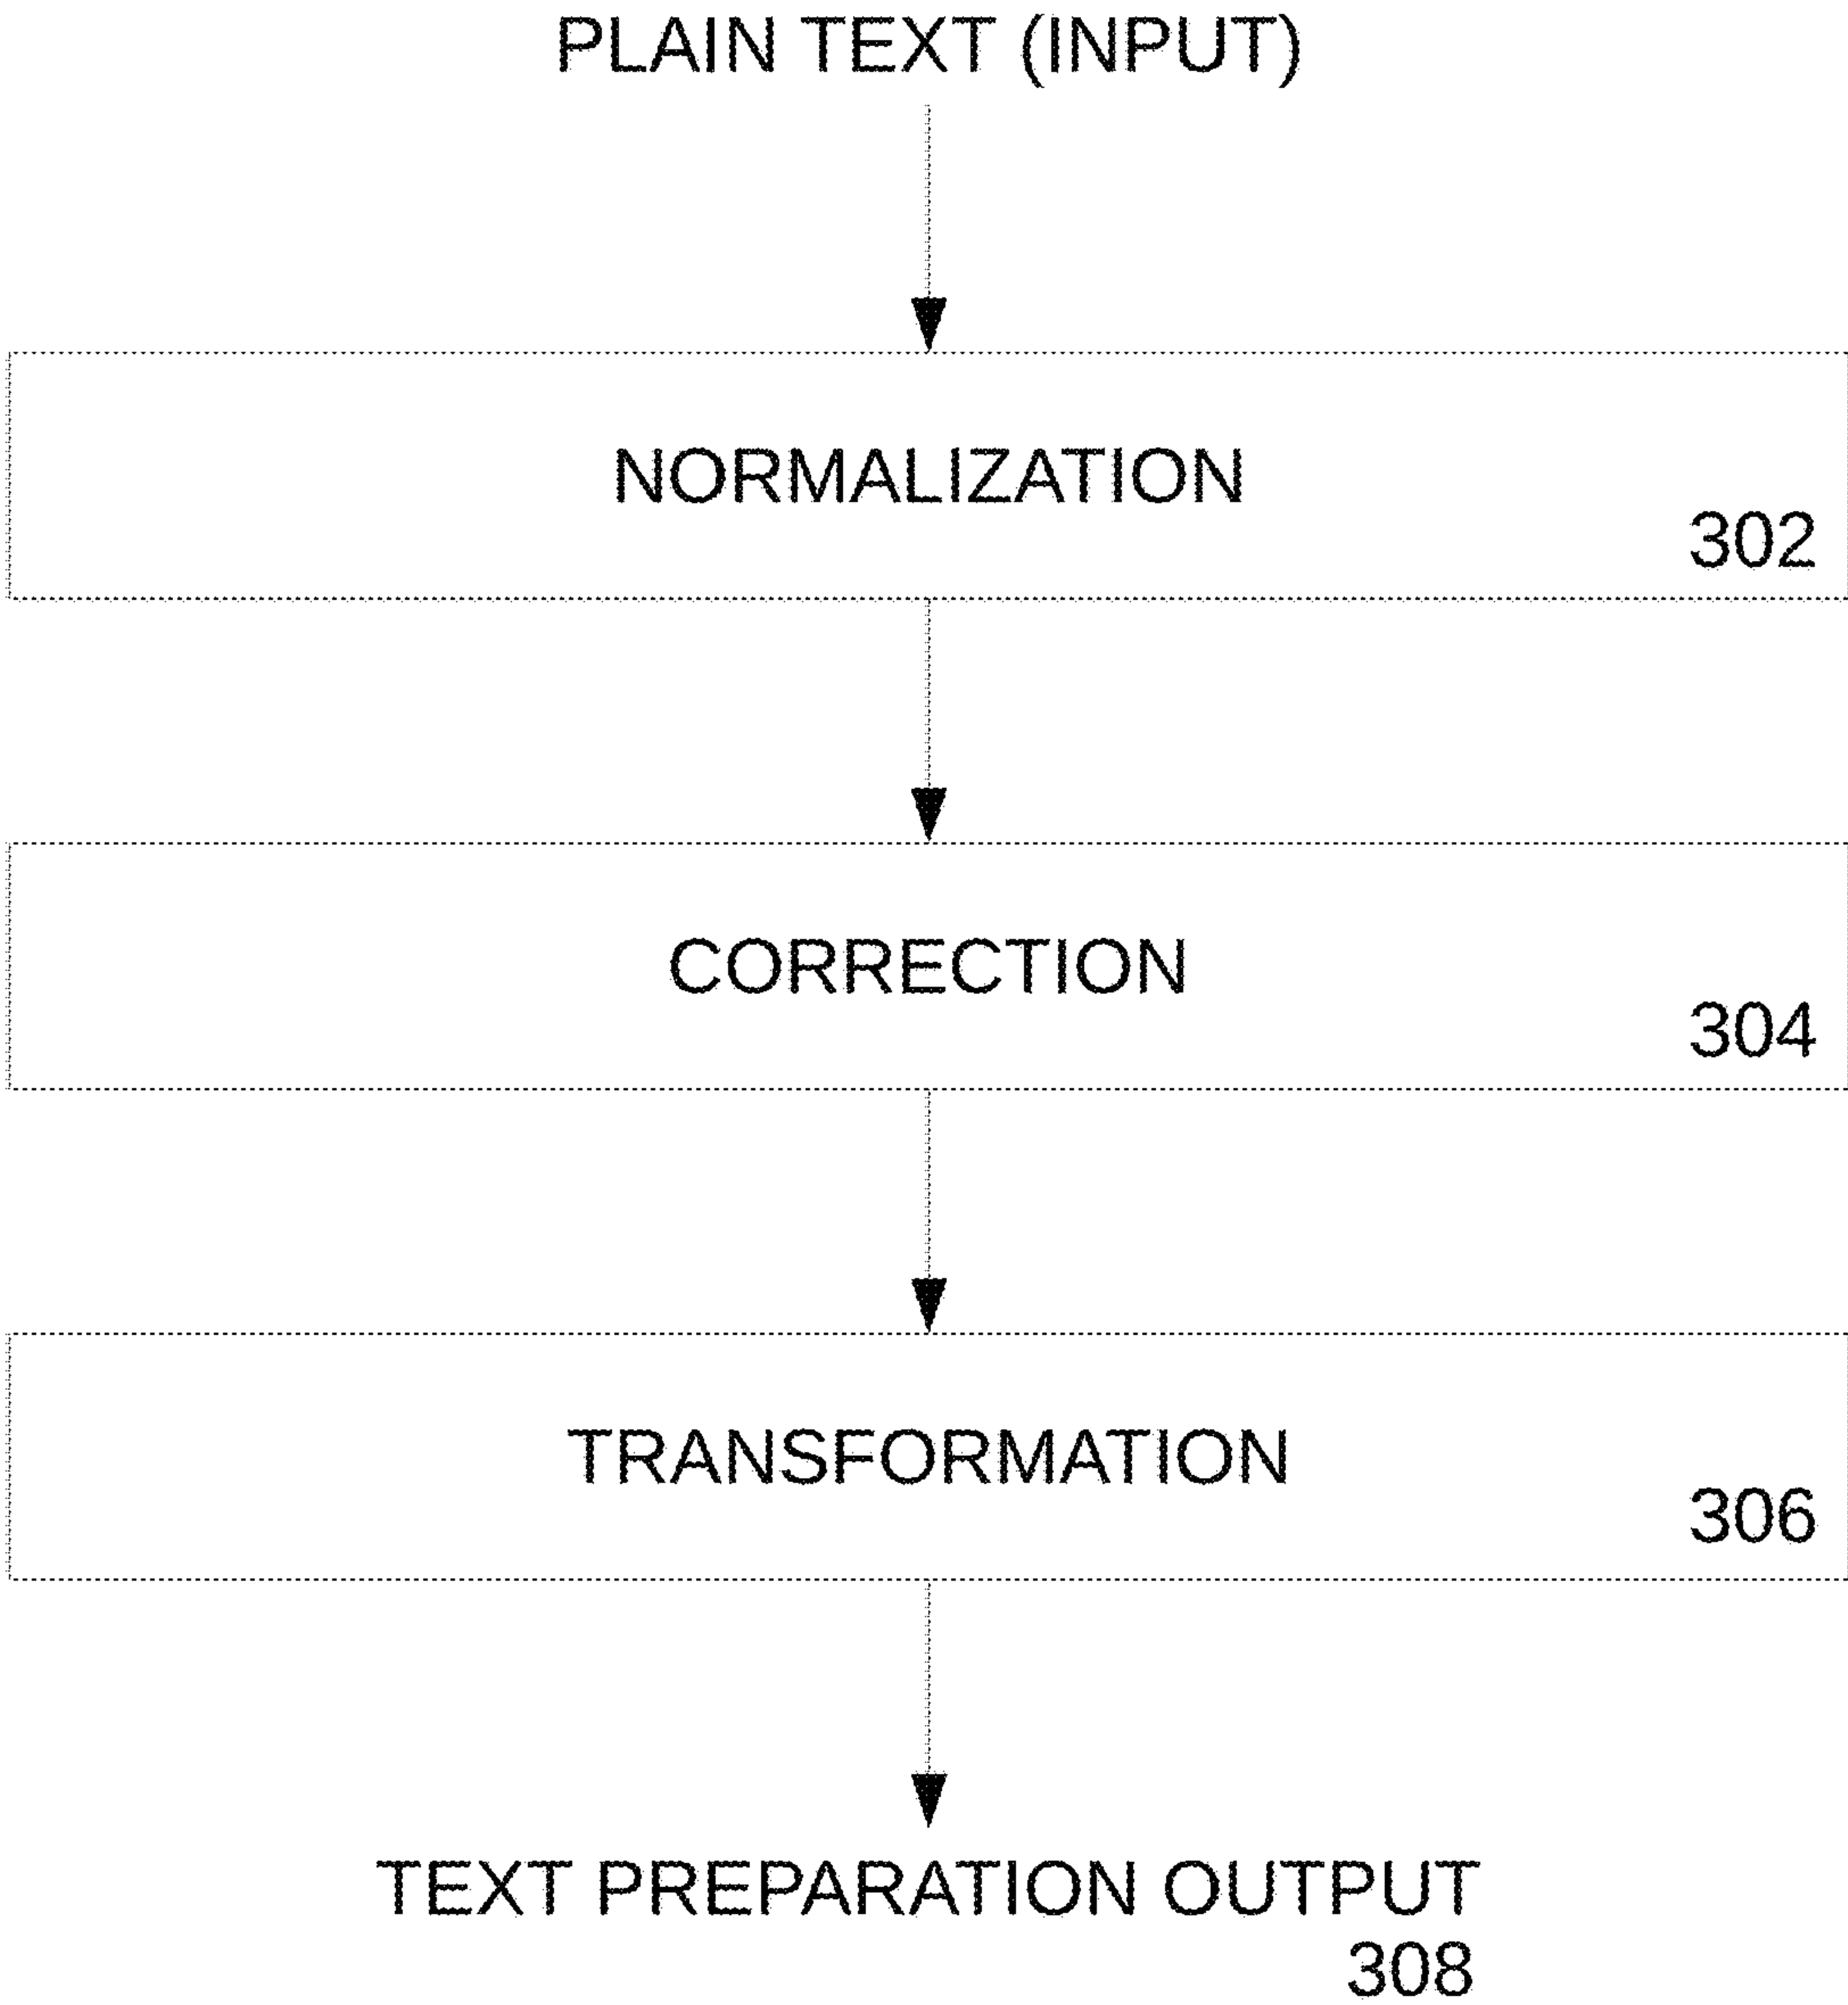 PLAIN TEXT (INPUT)
NORMALIZATION
302
CORRECTION
304
TRANSFORMATION
306
TEXT PREPARATION OUTPUT
308